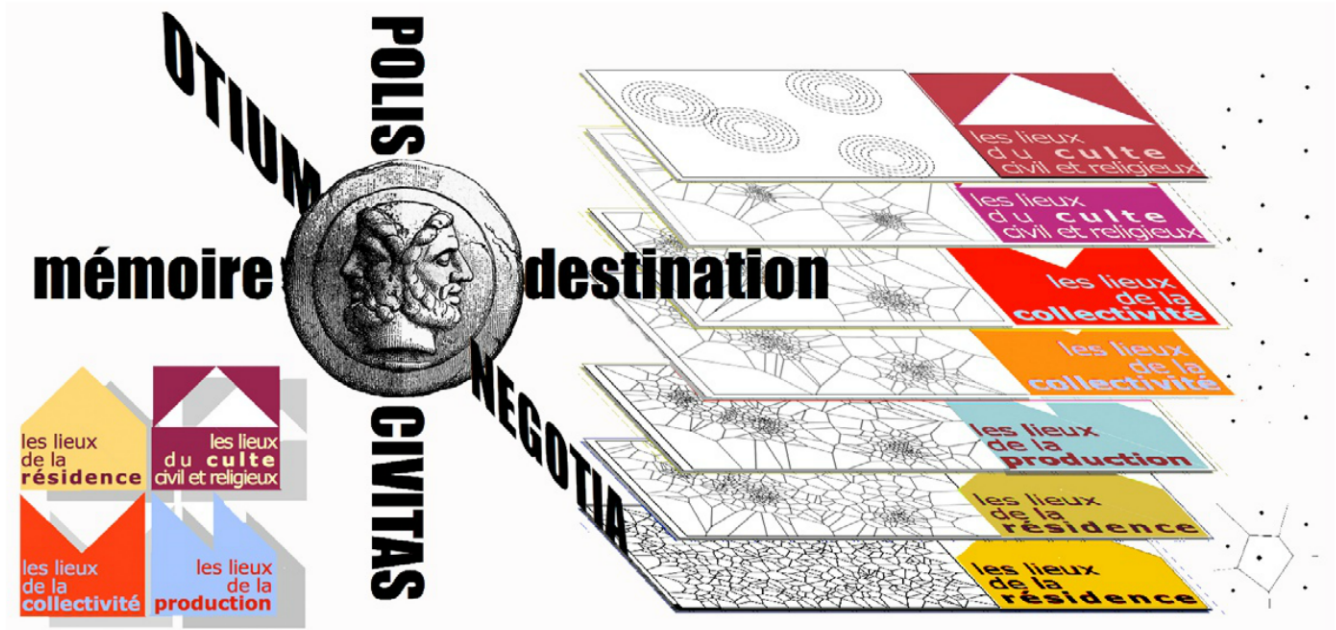 OTIUM
POLIS
mémoire
destination
NEGOTIA
CIVITAS
les lieux
de la
résidence
les lieux
du culte
civil et religieux
les lieux
de la
collectivité
les lieux
de la
production
les lieux
du culte
civil et religieux
les lieux
du culte
civil et religieux
les lieux
de la
collectivité
les lieux
de la
collectivité
les lieux
de la
production
les lieux
de la
résidence
les lieux
de la
résidence